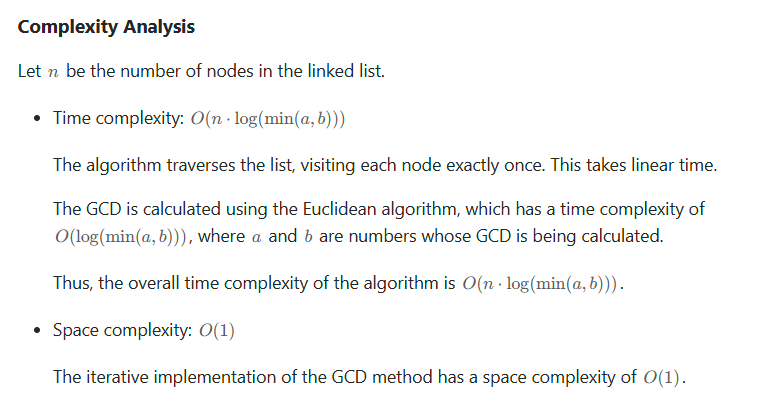 Complexity Analysis
Let n be the number of nodes in the linked list.
• Time complexity: O(n · log(min(a, b)))
The algorithm traverses the list, visiting each node exactly once. This takes linear time.
The GCD is calculated using the Euclidean algorithm, which has a time complexity of
O(log(min(a, b))), where a and b are numbers whose GCD is being calculated.
Thus, the overall time complexity of the algorithm is O(n · log(min(a, b))).
• Space complexity: O(1)
The iterative implementation of the GCD method has a space complexity of O(1).